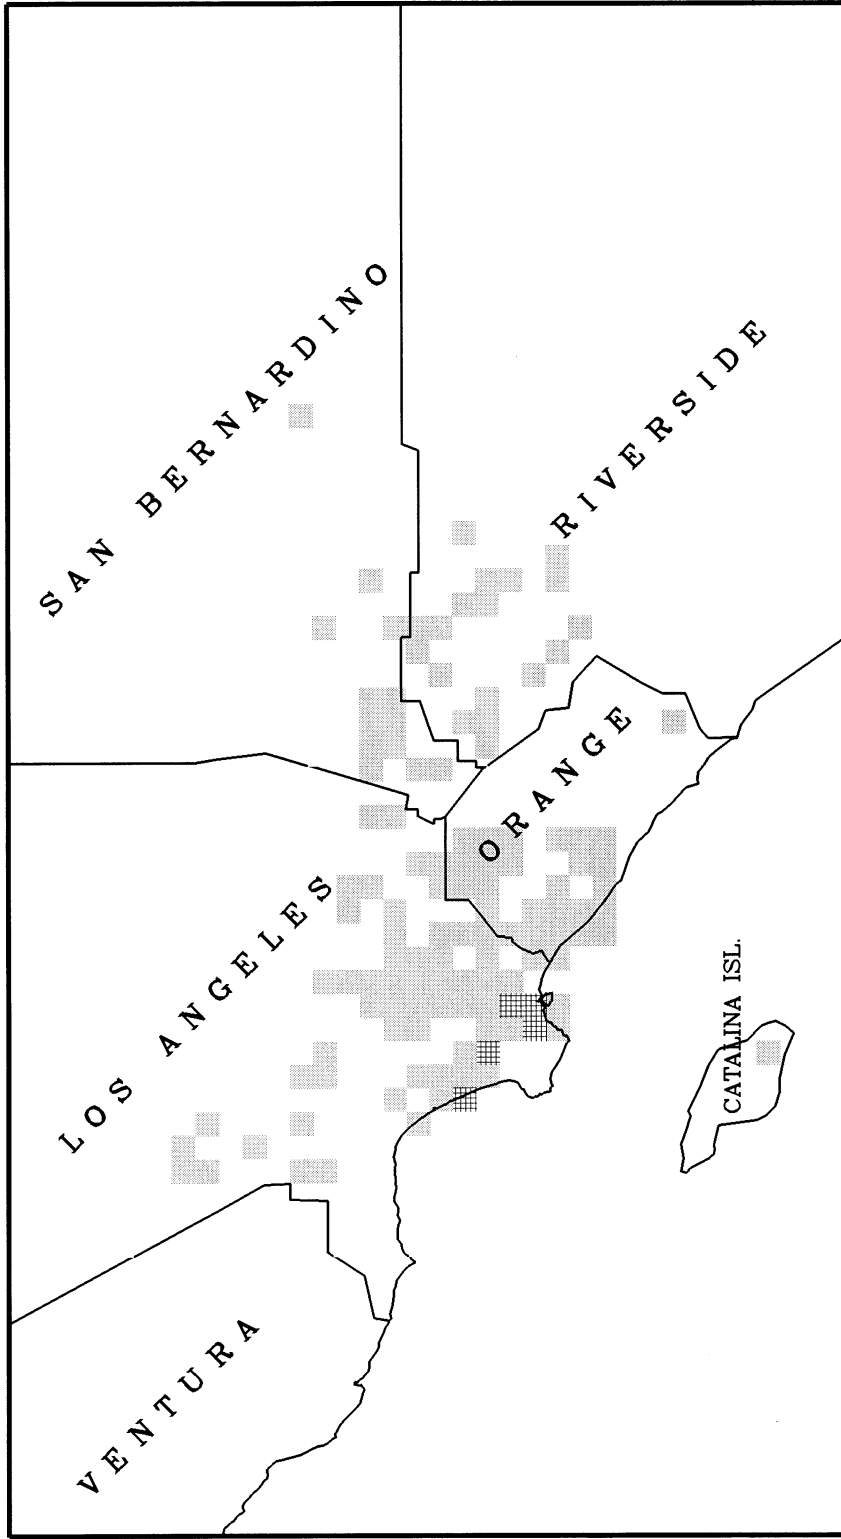 SAN BERNARDINO
RIVERSIDE
ORANGE
LOS ANGELES
VENTURA
CATALINA ISL.